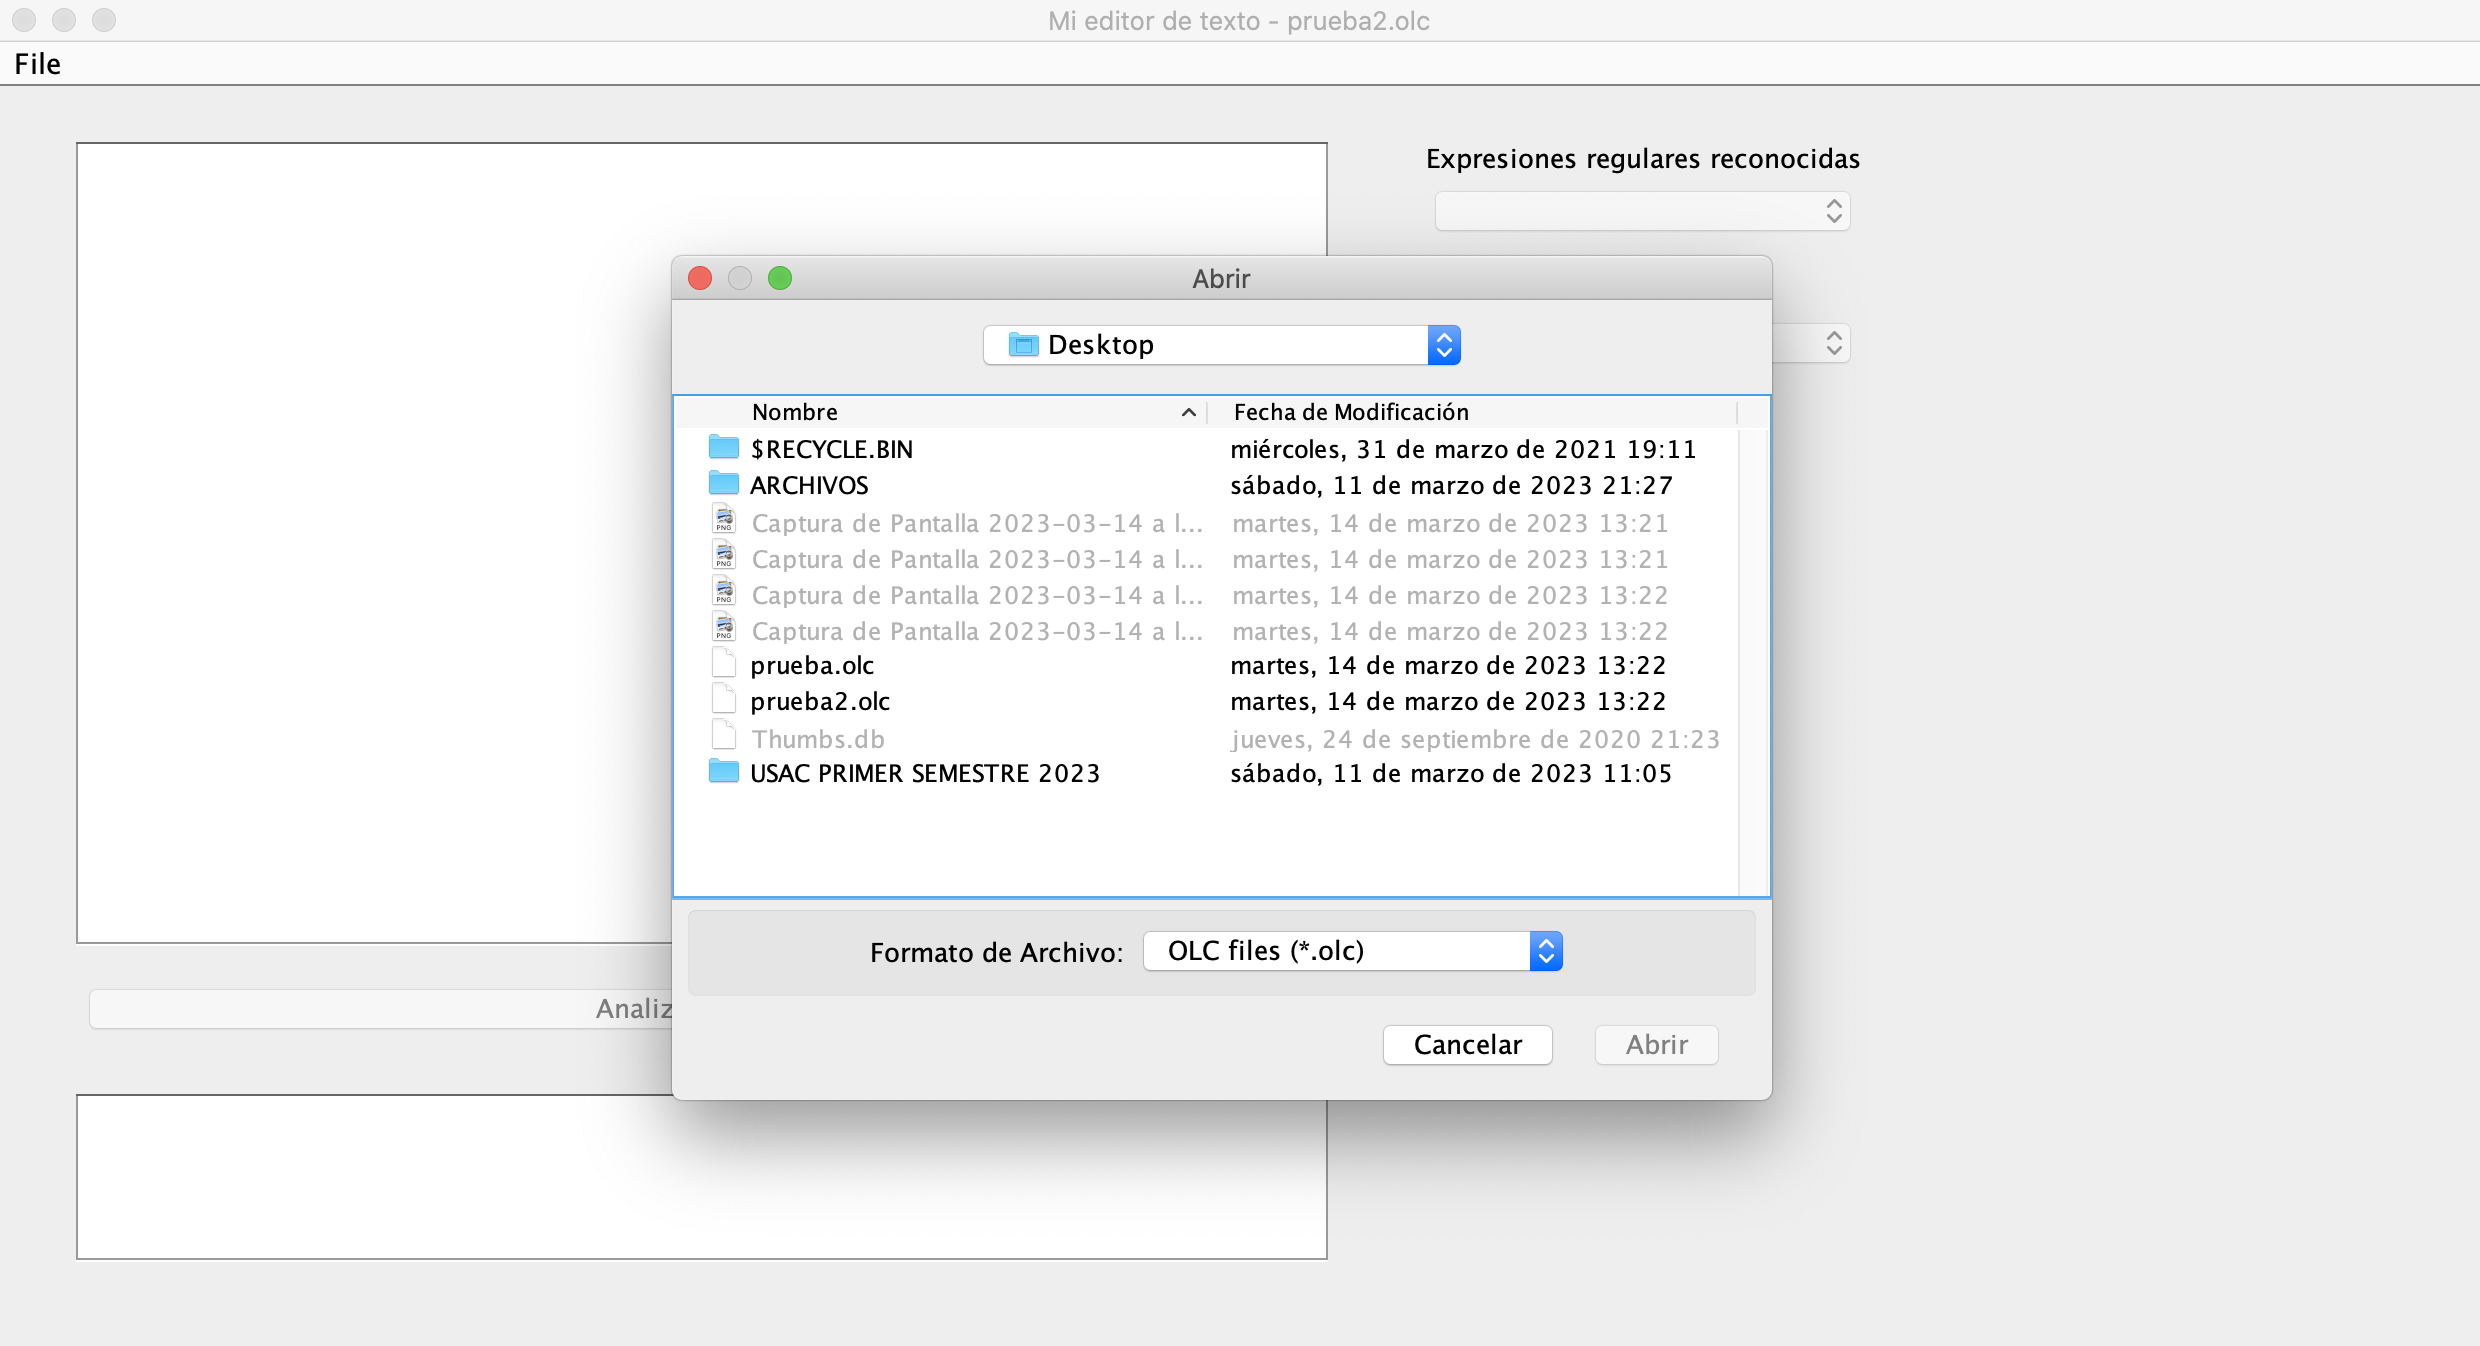 Mi editor de texto - prueba2.olc
File
Expresiones regulares reconocidas
Abrir
Desktop
Nombre Fecha de Modificación
$RECYCLE.BIN miércoles, 31 de marzo de 2021 19:11
ARCHIVOS sábado, 11 de marzo de 2023 21:27
Captura de Pantalla 2023-03-14 a l... martes, 14 de marzo de 2023 13:21
Captura de Pantalla 2023-03-14 a l... martes, 14 de marzo de 2023 13:21
Captura de Pantalla 2023-03-14 a l... martes, 14 de marzo de 2023 13:22
Captura de Pantalla 2023-03-14 a l... martes, 14 de marzo de 2023 13:22
prueba.olc martes, 14 de marzo de 2023 13:22
prueba2.olc martes, 14 de marzo de 2023 13:22
Thumbs.db jueves, 24 de septiembre de 2020 21:23
USAC PRIMER SEMESTRE 2023 sábado, 11 de marzo de 2023 11:05
Formato de Archivo: OLC files (*.olc)
Analiz
Cancelar Abrir